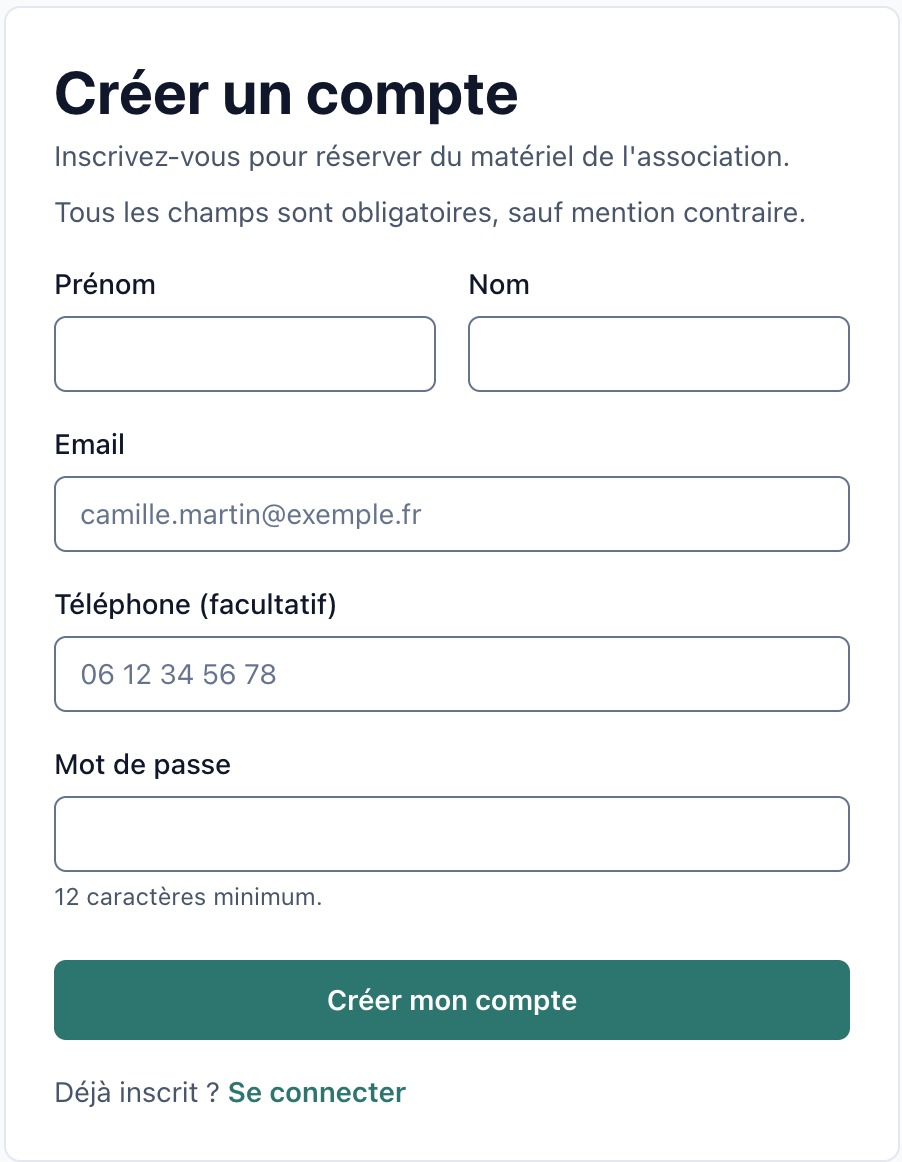 Créer un compte
Inscrivez-vous pour réserver du matériel de l'association.
Tous les champs sont obligatoires, sauf mention contraire.
Prénom
Nom
Email
camille.martin@exemple.fr
Téléphone (facultatif)
06 12 34 56 78
Mot de passe
12 caractères minimum.
Créer mon compte
Déjà inscrit ? Se connecter